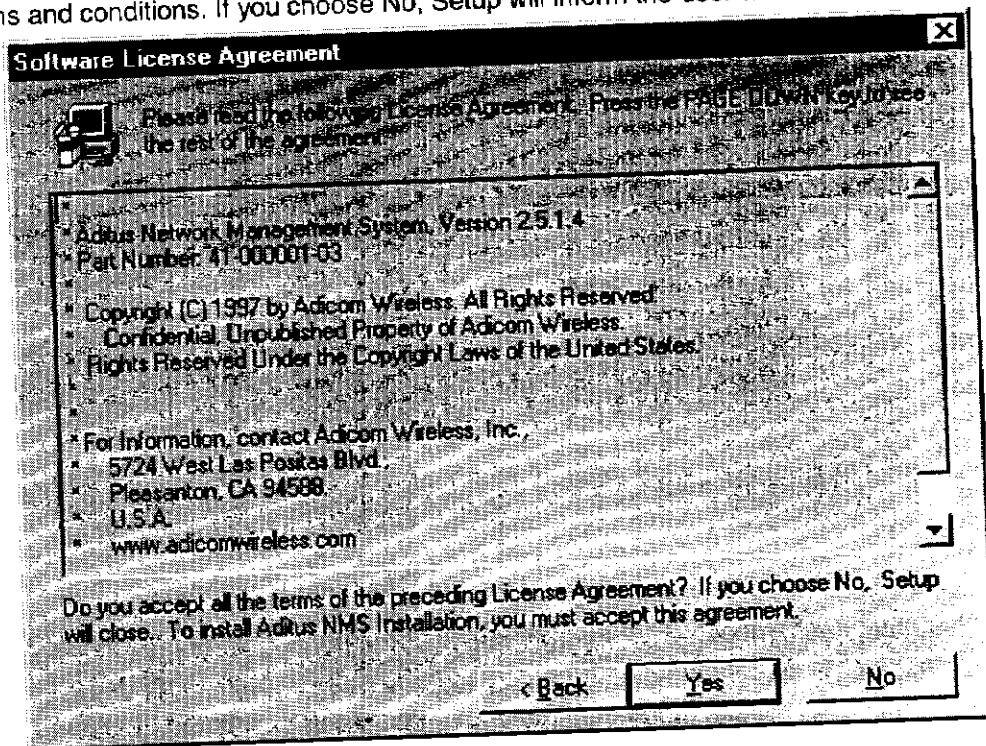 ns and conditions. If you choose No, Setup will inform the user
Software License Agreement
Please read the following License Agreement. Press the PAGE DOWN key to see
the rest of the agreement.
*
* Aditus Network Management System, Version 2.5.1.4
* Part Number: 41-000001-03
*
* Copyright (C) 1997 by Adicom Wireless. All Rights Reserved.
* Confidential, Unpublished Property of Adicom Wireless.
* Rights Reserved Under the Copyright Laws of the United States.
*
*
* For Information, contact Adicom Wireless, Inc.,
* 5724 West Las Positas Blvd.,
* Pleasanton, CA 94588.
* U.S.A.
* www.adicomwireless.com
Do you accept all the terms of the preceding License Agreement? If you choose No, Setup
will close. To install Aditus NMS Installation, you must accept this agreement.
< Back
Yes
No